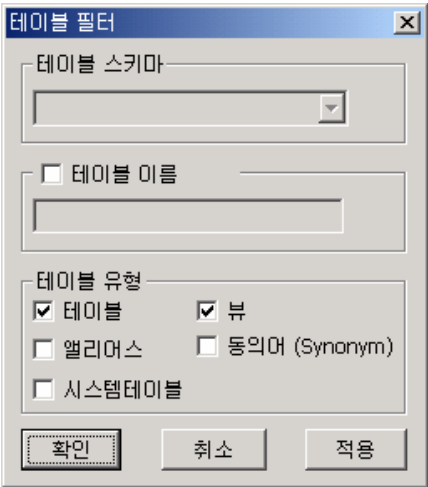 테이블 필터
테이블 스키마
테이블 이름
테이블 유형
테이블 뷰
앨리어스 동의어 (Synonym)
시스템테이블
확인 취소 적용